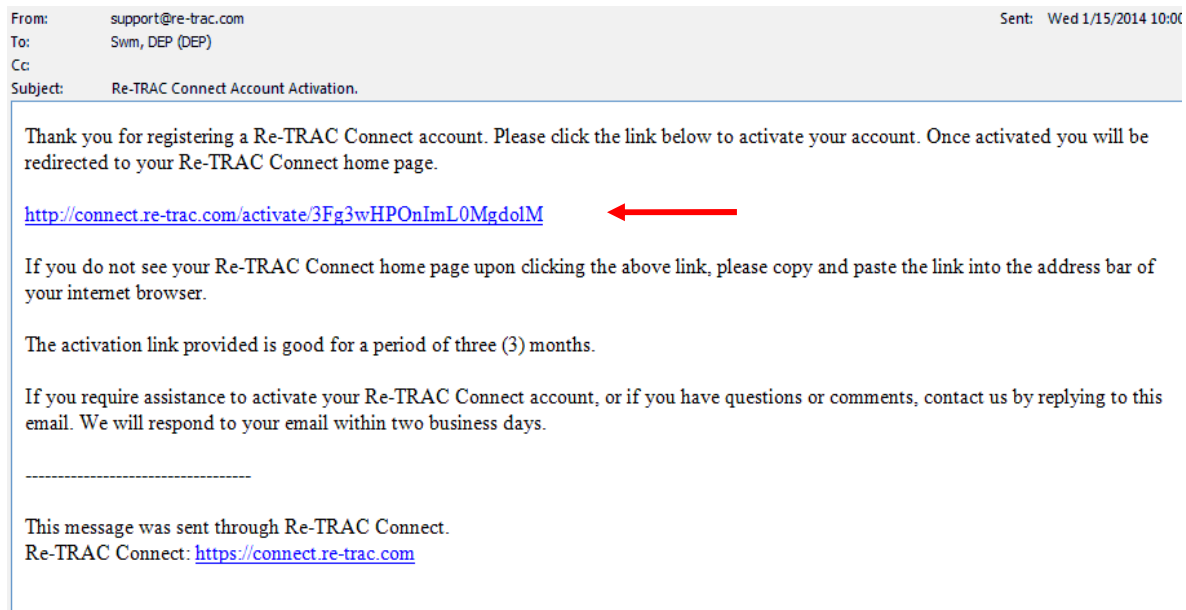 From: support@re-trac.com Sent: Wed 1/15/2014 10:00
To: Swm, DEP (DEP)
Cc:
Subject: Re-TRAC Connect Account Activation.
Thank you for registering a Re-TRAC Connect account. Please click the link below to activate your account. Once activated you will be
redirected to your Re-TRAC Connect home page.
http://connect.re-trac.com/activate/3Fg3wHPOnImL0MgdolM
If you do not see your Re-TRAC Connect home page upon clicking the above link, please copy and paste the link into the address bar of
your internet browser.
The activation link provided is good for a period of three (3) months.
If you require assistance to activate your Re-TRAC Connect account, or if you have questions or comments, contact us by replying to this
email. We will respond to your email within two business days.
-----------------------------------
This message was sent through Re-TRAC Connect.
Re-TRAC Connect: https://connect.re-trac.com